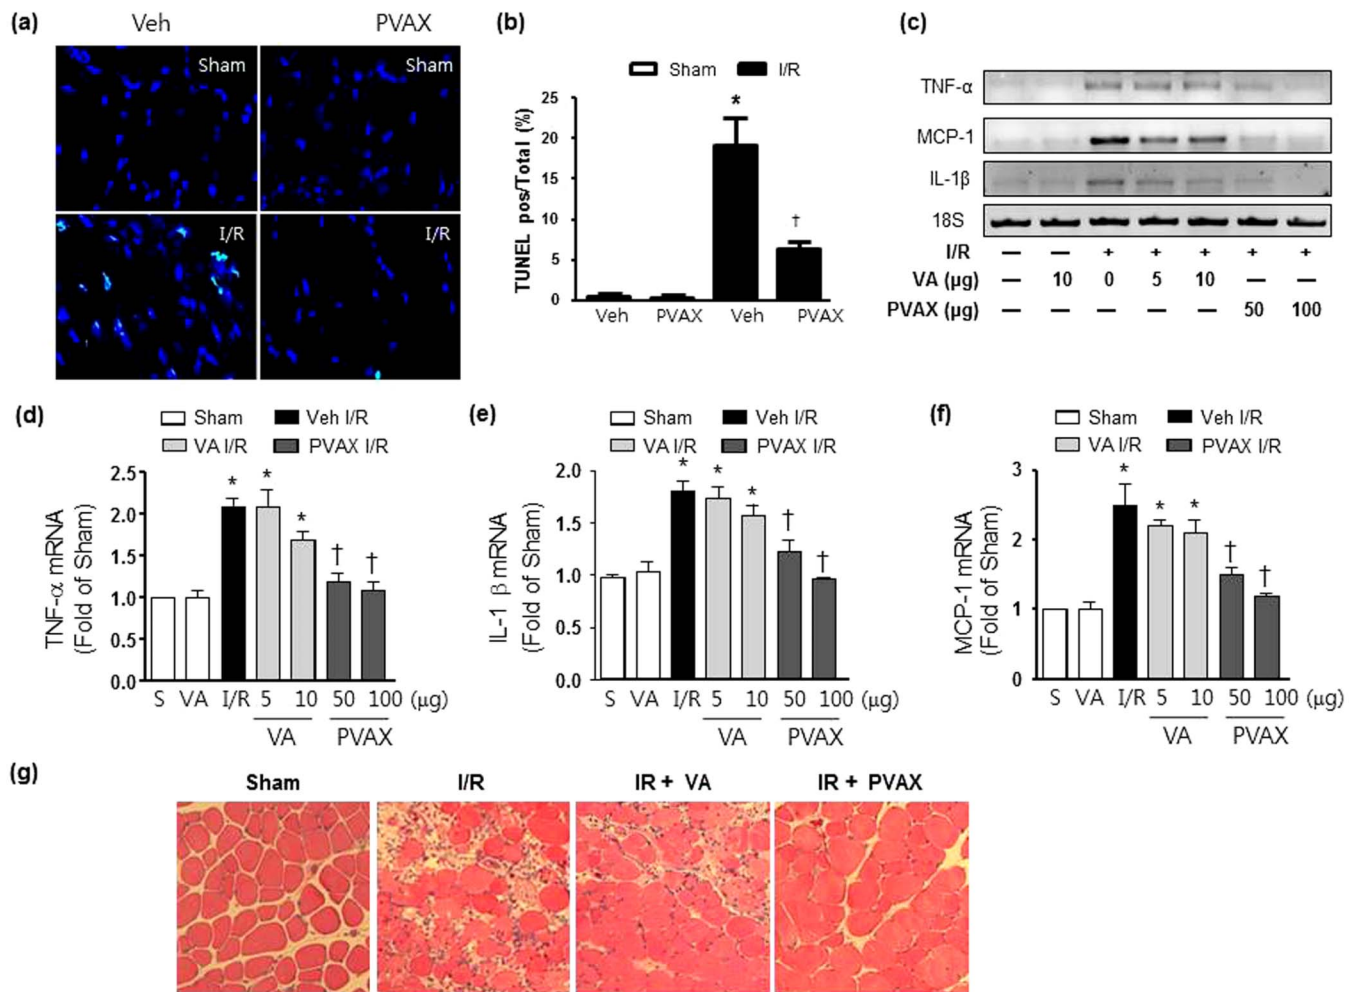 (a)
Veh PVAX
Sham Sham
I/R I/R
(b)
Sham I/R
TUNEL pos/Total (%)
25
20
15
10
5
0
*
†
Veh PVAX Veh PVAX
(c)
TNF-α
MCP-1
IL-1β
18S
I/R — — + + + + +
VA (μg) — 10 0 5 10 — —
PVAX (μg) — — — — — 50 100
(d)
Sham Veh I/R
VA I/R PVAX I/R
TNF-α mRNA
(Fold of Sham)
2.5
2.0
1.5
1.0
0.5
0.0
* * * † †
S VA I/R 5 10 50 100 (μg)
VA PVAX
(e)
Sham Veh I/R
VA I/R PVAX I/R
IL-1 β mRNA
(Fold of Sham)
2.0
1.5
1.0
0.5
0.0
* * * † †
S VA I/R 5 10 50 100 (μg)
VA PVAX
(f)
Sham Veh I/R
VA I/R PVAX I/R
MCP-1 mRNA
(Fold of Sham)
3
2
1
0
* * * † †
S VA I/R 5 10 50 100 (μg)
VA PVAX
(g)
Sham I/R IR + VA IR + PVAX